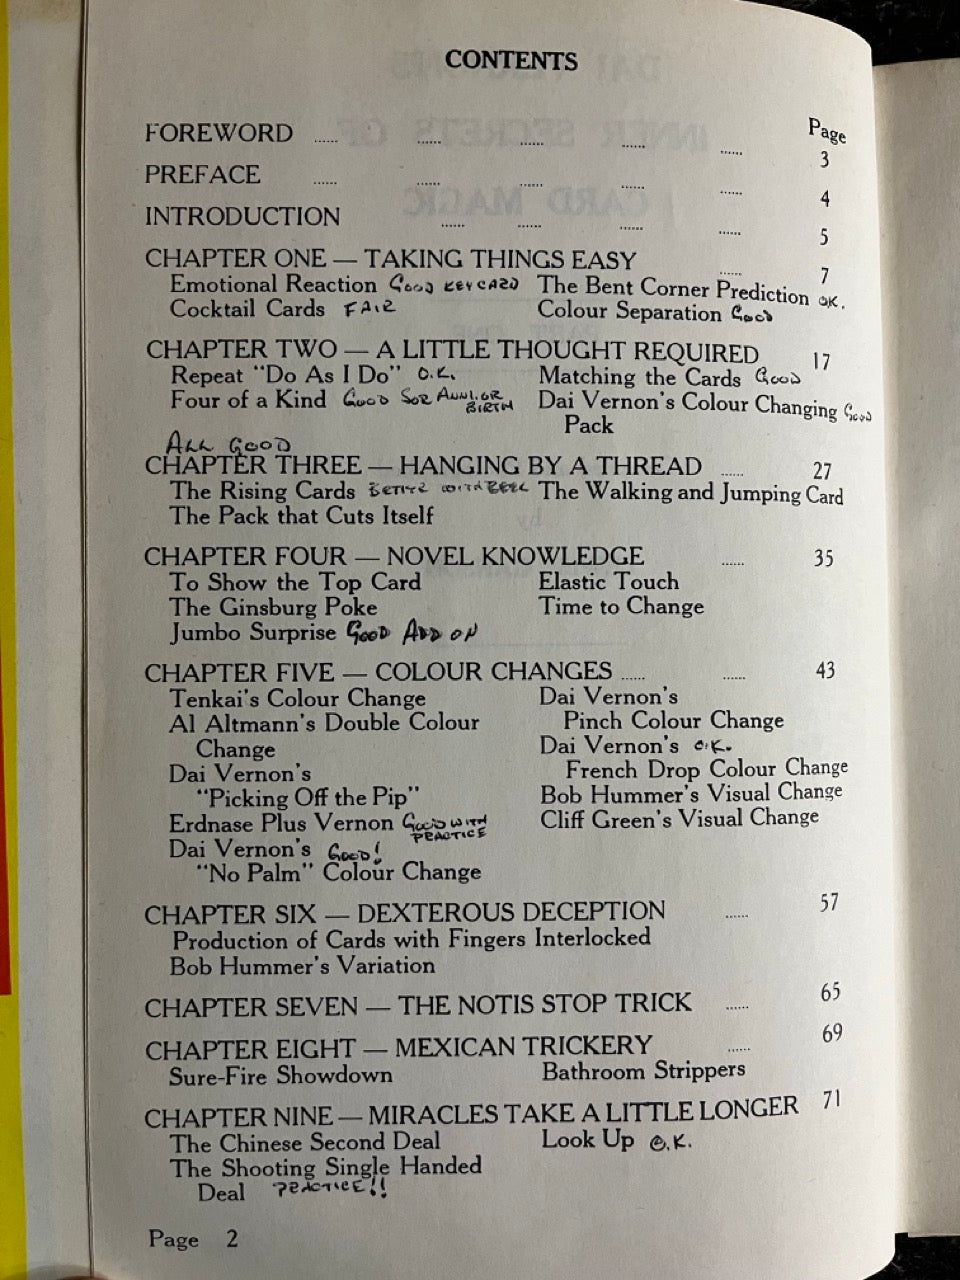 CONTENTS
Page
FOREWORD ...... ...... ...... ...... ...... 3
PREFACE ...... ...... ...... ...... ...... 4
INTRODUCTION ...... ...... ...... ...... 5
CHAPTER ONE — TAKING THINGS EASY ...... 7
Emotional Reaction GOOD KEYCARD The Bent Corner Prediction OK.
Cocktail Cards FAIR Colour Separation GOOD
CHAPTER TWO — A LITTLE THOUGHT REQUIRED 17
Repeat "Do As I Do" O.K. Matching the Cards GOOD
Four of a Kind GOOD FOR ANNI. OR BIRTH Dai Vernon's Colour Changing GOOD
Pack
ALL GOOD
CHAPTER THREE — HANGING BY A THREAD ...... 27
The Rising Cards BETTER WITH The Walking and Jumping Card
The Pack that Cuts Itself
CHAPTER FOUR — NOVEL KNOWLEDGE ...... 35
To Show the Top Card Elastic Touch
The Ginsburg Poke Time to Change
Jumbo Surprise GOOD ADD ON
CHAPTER FIVE — COLOUR CHANGES ...... ...... 43
Tenkai's Colour Change Dai Vernon's
Al Altmann's Double Colour Pinch Colour Change
Change Dai Vernon's O.K.
Dai Vernon's French Drop Colour Change
"Picking Off the Pip" Bob Hummer's Visual Change
Erdnase Plus Vernon GOOD WITH PRACTICE Cliff Green's Visual Change
Dai Vernon's GOOD!
"No Palm" Colour Change
CHAPTER SIX — DEXTEROUS DECEPTION ...... 57
Production of Cards with Fingers Interlocked
Bob Hummer's Variation
CHAPTER SEVEN — THE NOTIS STOP TRICK ...... 65
CHAPTER EIGHT — MEXICAN TRICKERY ...... 69
Sure-Fire Showdown Bathroom Strippers
CHAPTER NINE — MIRACLES TAKE A LITTLE LONGER 71
The Chinese Second Deal Look Up O.K.
The Shooting Single Handed
Deal PRACTICE!!
Page 2